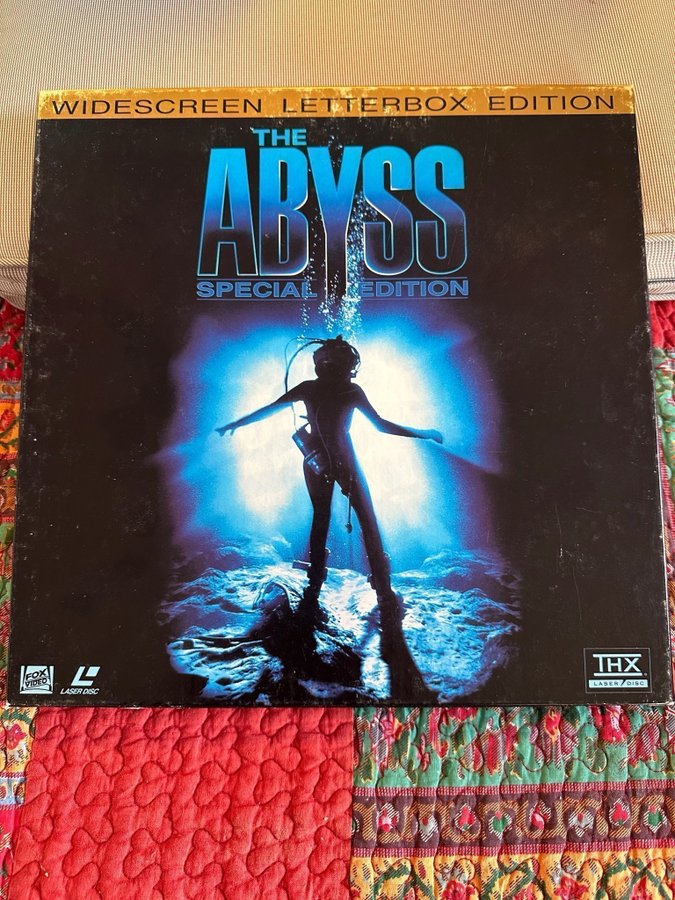 WIDESCREEN LETTERBOX EDITION
THE
ABYSS
SPECIAL EDITION
FOX
VIDEO
LASER DISC
THX
LASER DISC